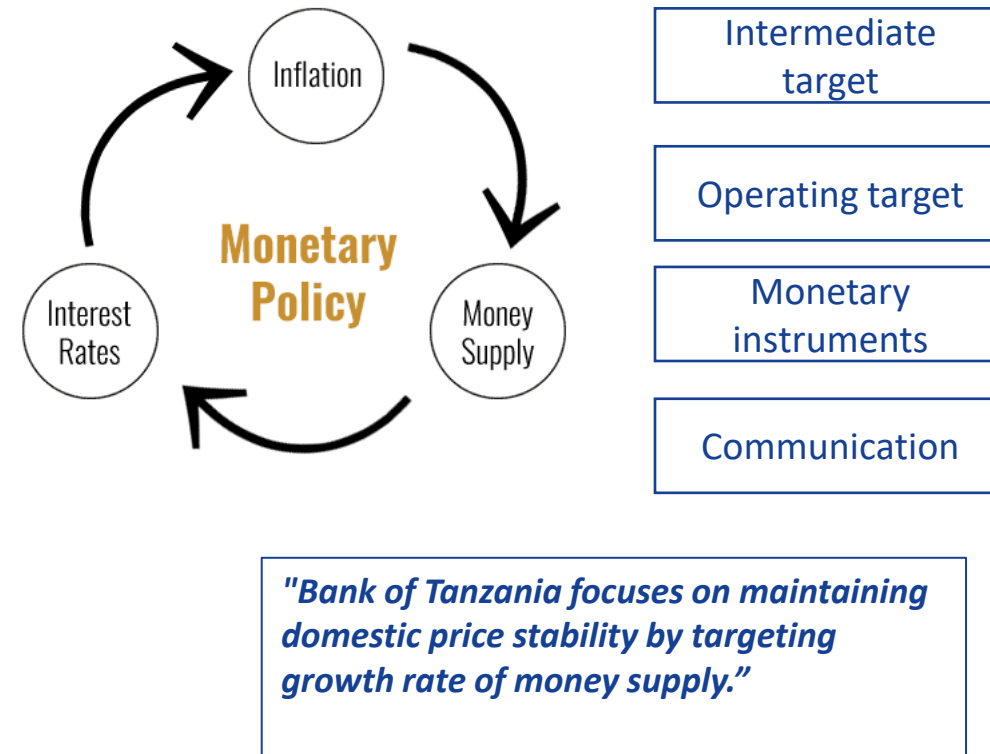 Inflation
Monetary
Policy
Interest
Rates
Money
Supply
Intermediate
target
Operating target
Monetary
instruments
Communication
"Bank of Tanzania focuses on maintaining
domestic price stability by targeting
growth rate of money supply.”